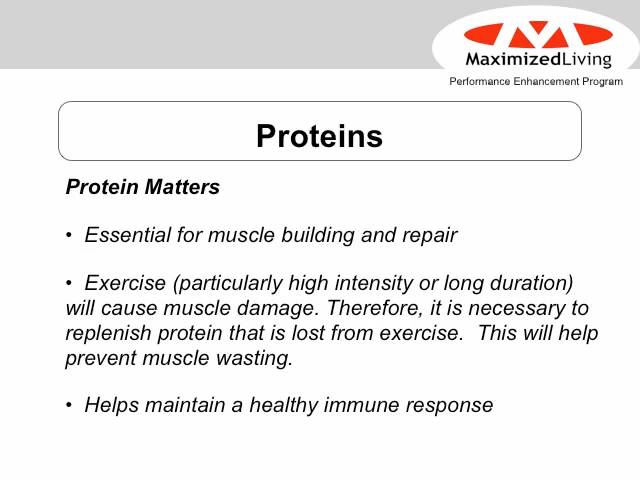 MaximizedLiving
Performance Enhancement Program
Proteins
Protein Matters
• Essential for muscle building and repair
• Exercise (particularly high intensity or long duration)
will cause muscle damage. Therefore, it is necessary to
replenish protein that is lost from exercise.  This will help
prevent muscle wasting.
• Helps maintain a healthy immune response